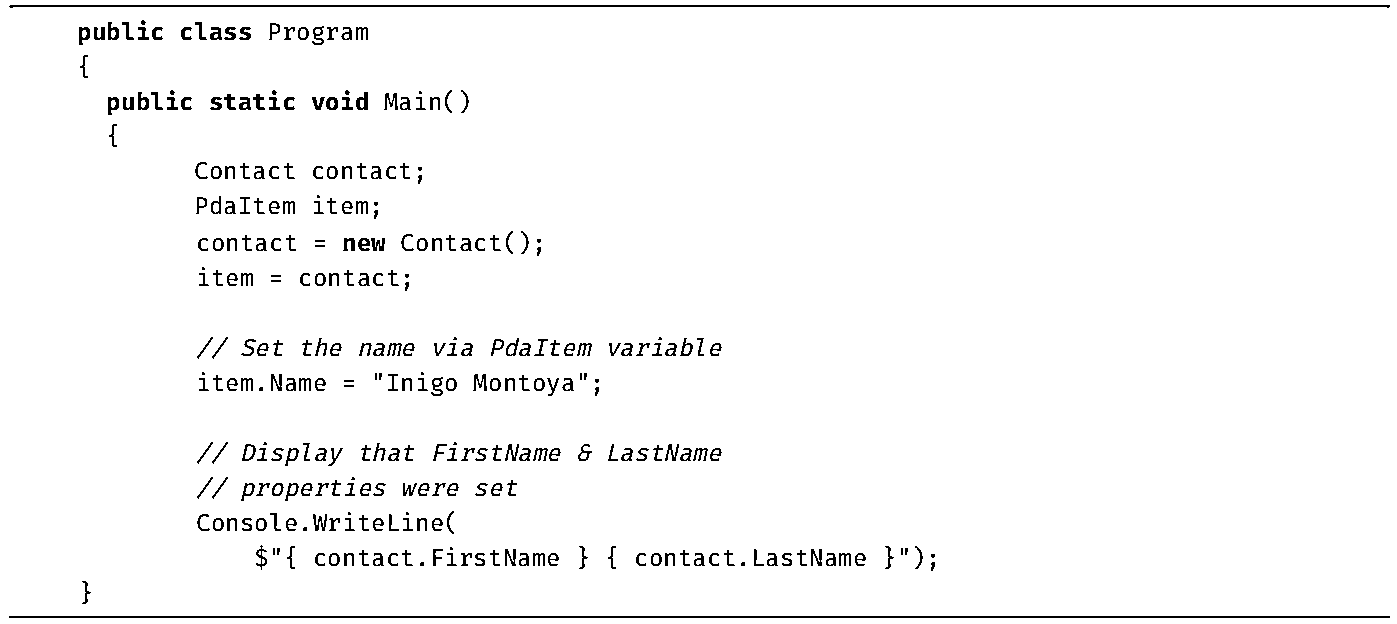 public class Program
{
  public static void Main()
  {
        Contact contact;
        PdaItem item;
        contact = new Contact();
        item = contact;

        // Set the name via PdaItem variable
        item.Name = "Inigo Montoya";

        // Display that FirstName & LastName
        // properties were set
        Console.WriteLine(
            $"{ contact.FirstName } { contact.LastName }");
}